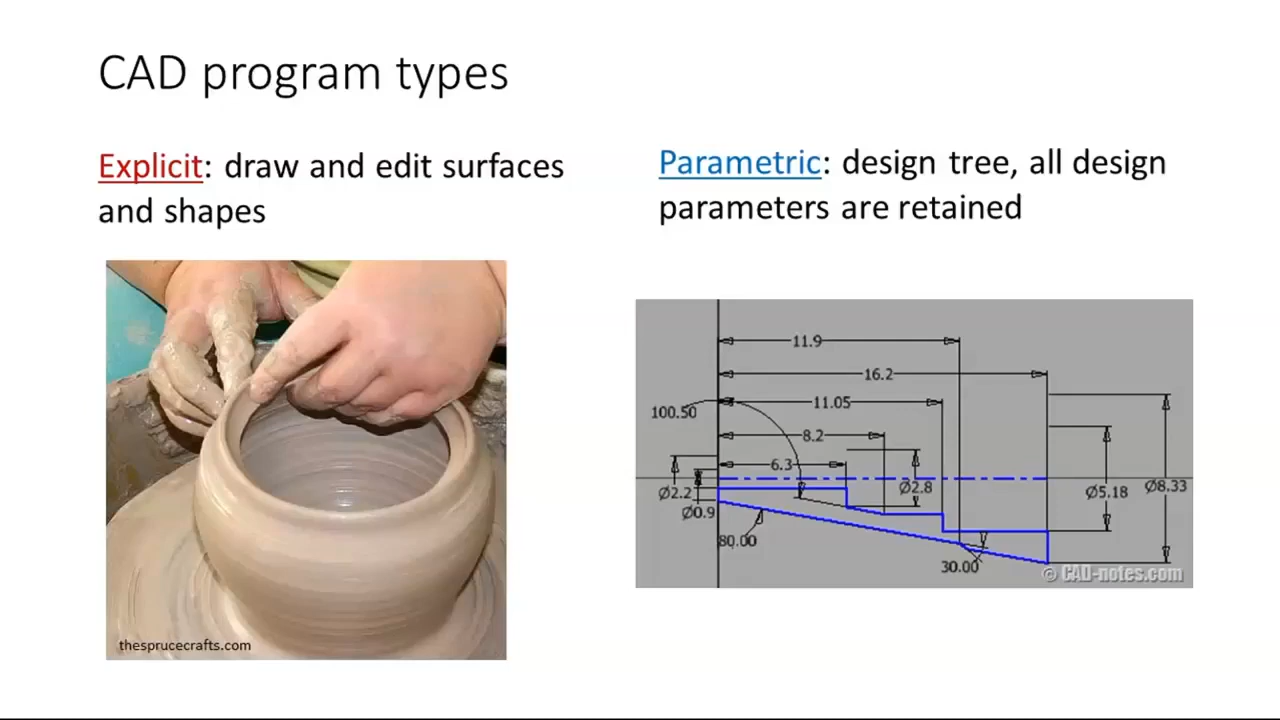 CAD program types
Explicit: draw and edit surfaces
and shapes
Parametric: design tree, all design
parameters are retained
11.9
16.2
11.05
100.50
8.2
6.3
Ø2.2
Ø0.9
Ø2.8
Ø5.18
Ø8.33
80.00
30.00
© CAD-notes.com
thesprucecrafts.com